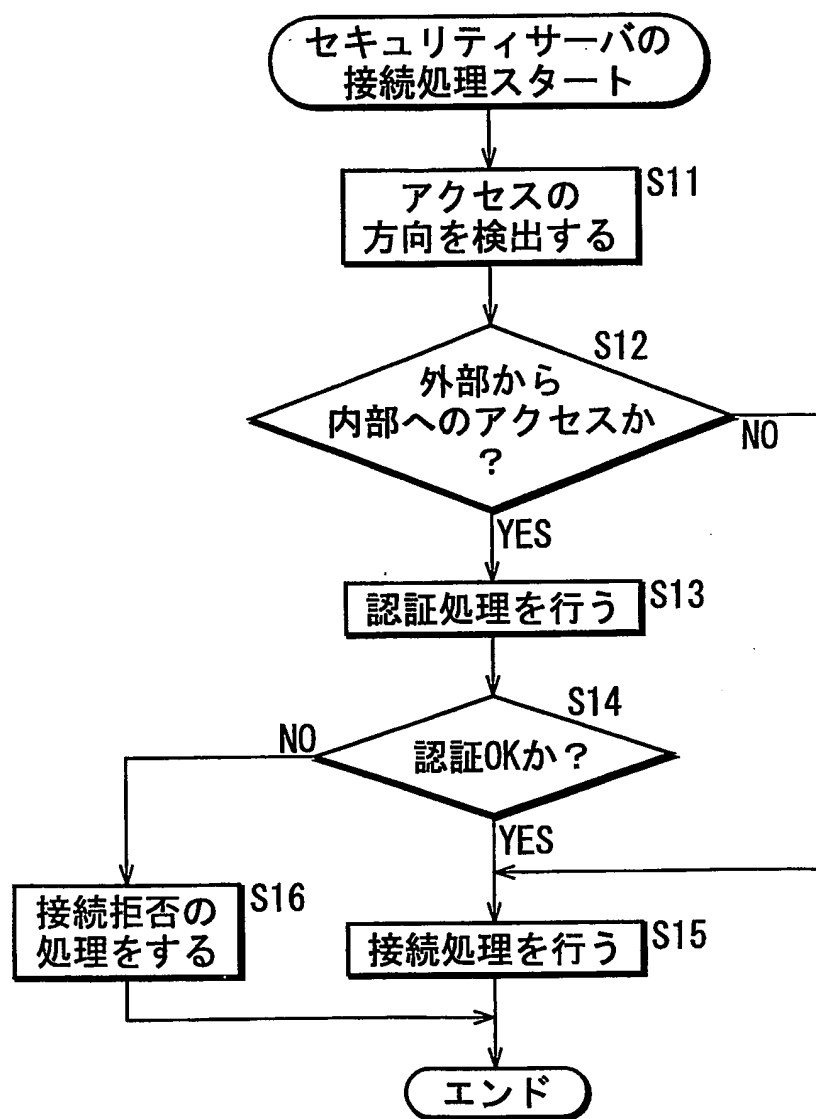 セキュリティサーバの
接続処理スタート
アクセスの
方向を検出する
S11
外部から
内部へのアクセスか
?
S12
NO
YES
認証処理を行う
S13
認証OKか?
S14
NO
YES
接続拒否の
処理をする
S16
接続処理を行う
S15
エンド